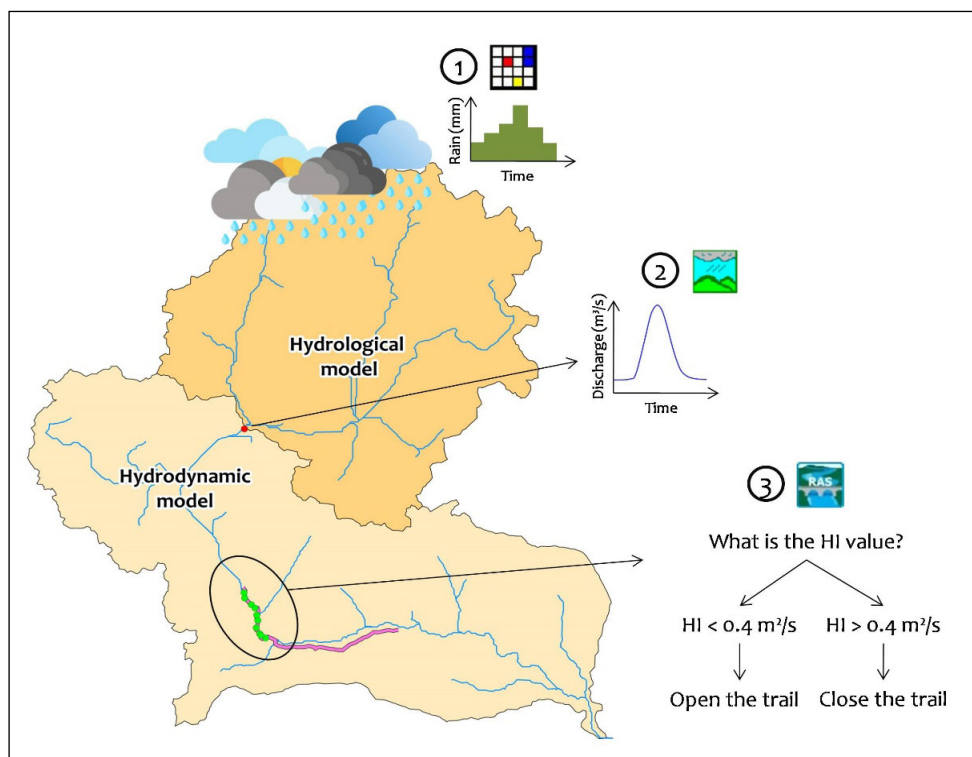 1
Rain (mm)
Time
2
Discharge (m³/s)
Time
Hydrological
model
Hydrodynamic
model
3
RAS
What is the HI value?
HI < 0.4 m²/s
HI > 0.4 m²/s
Open the trail
Close the trail